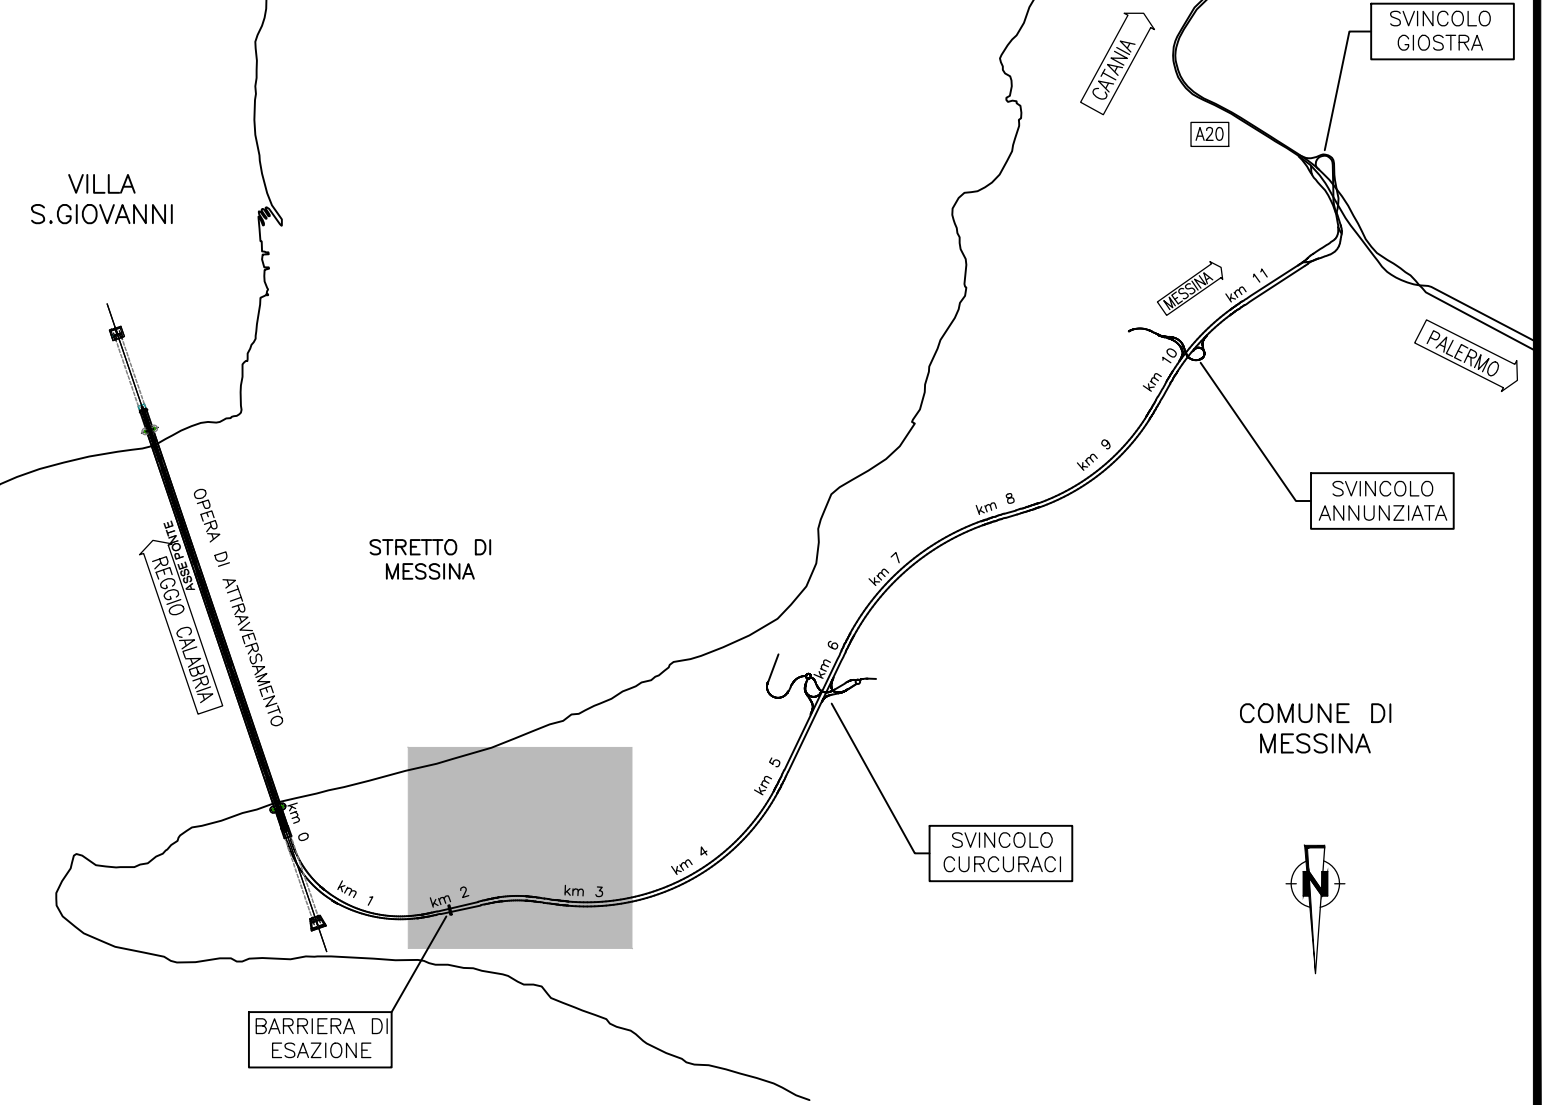 SVINCOLO
GIOSTRA
CATANIA
A20
VILLA
S.GIOVANNI
MESSINA
km 11
PALERMO
km 10
SVINCOLO
ANNUNZIATA
km 9
km 8
OPERA DI ATTRAVERSAMENTO
ASSE PONTE
REGGIO CALABRIA
STRETTO DI
MESSINA
km 7
km 6
COMUNE DI
MESSINA
km 5
km 0
SVINCOLO
CURCURACI
km 4
km 3
km 2
km 1
N
BARRIERA DI
ESAZIONE